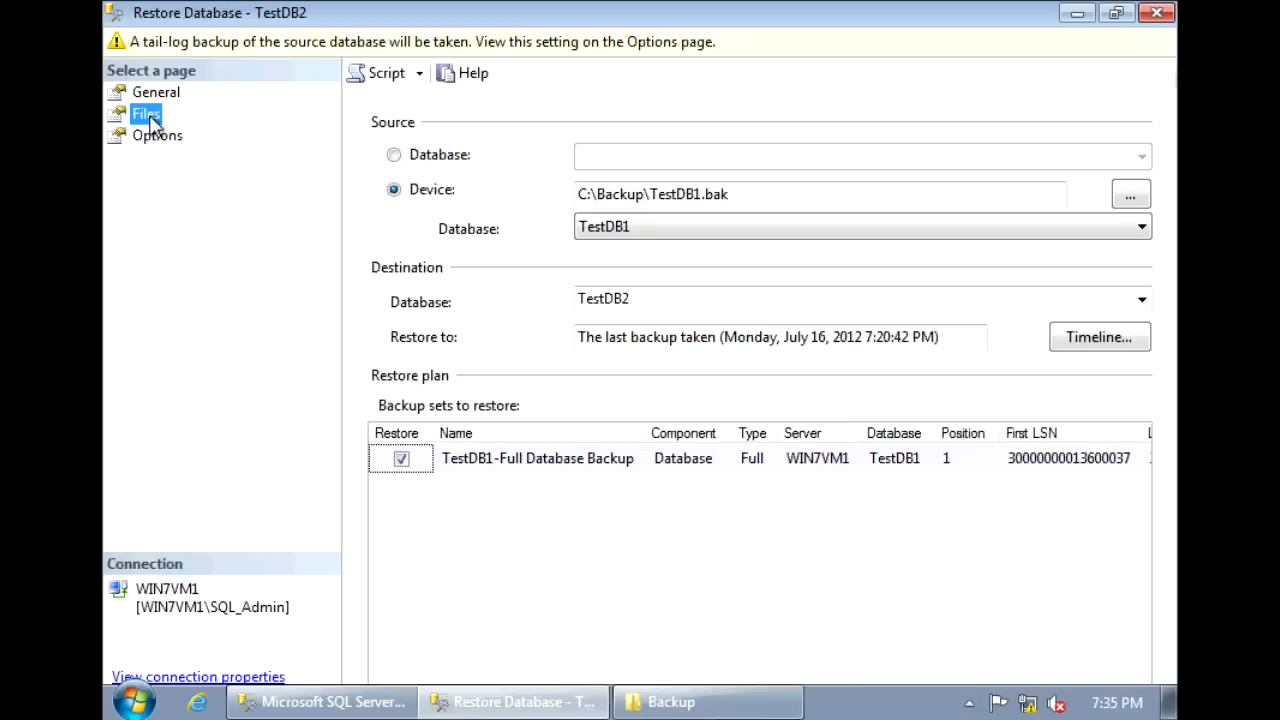 Restore Database - TestDB2
A tail-log backup of the source database will be taken. View this setting on the Options page.
Select a page
General
Files
Options
Script
Help
Source
Database:
Device:
C:\Backup\TestDB1.bak
...
Database:
TestDB1
Destination
Database:
TestDB2
Restore to:
The last backup taken (Monday, July 16, 2012 7:20:42 PM)
Timeline...
Restore plan
Backup sets to restore:
Restore Name Component Type Server Database Position First LSN
TestDB1-Full Database Backup Database Full WIN7VM1 TestDB1 1 30000000013600037
Connection
WIN7VM1
[WIN7VM1\SQL_Admin]
View connection properties
Microsoft SQL Server...
Restore Database - T...
Backup
7:35 PM